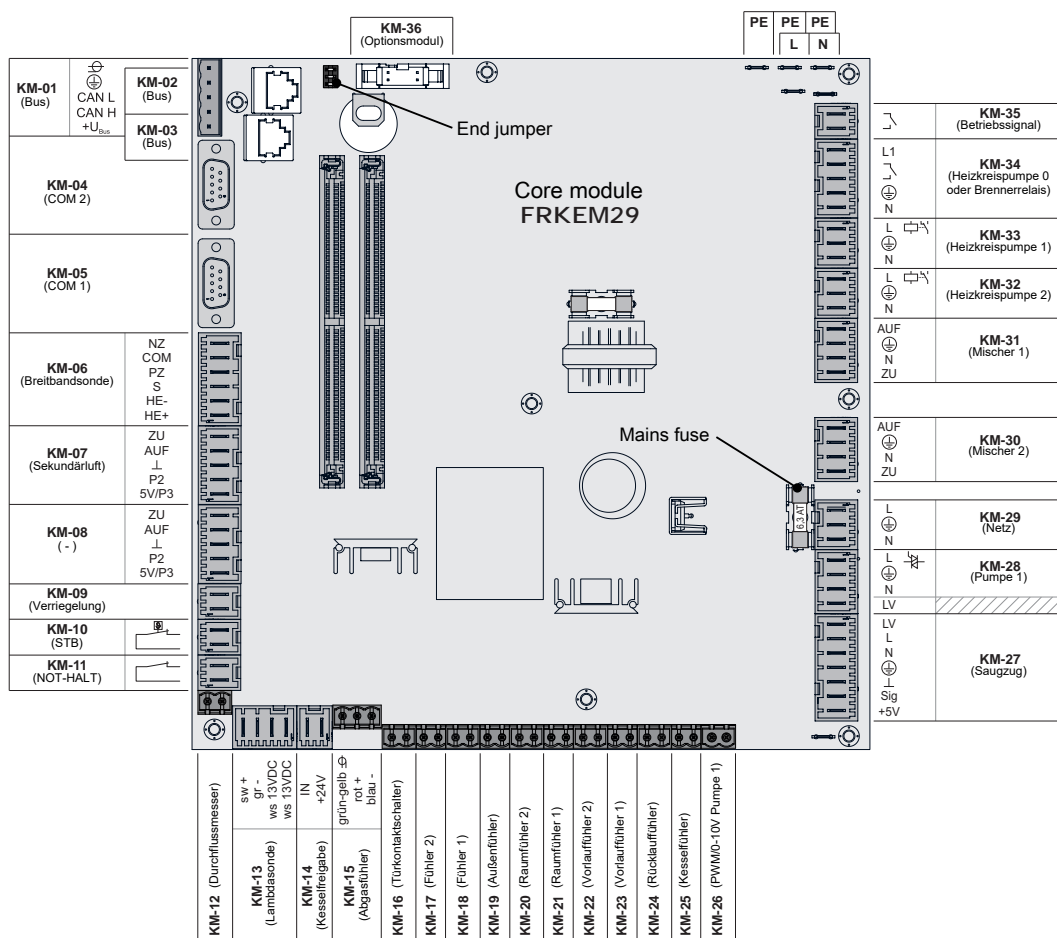 KM-36
(Optionsmodul)
PE PE PE
L N
KM-01
(Bus)
CAN L
CAN H
+U Bus
KM-02
(Bus)
KM-03
(Bus)
KM-04
(COM 2)
KM-05
(COM 1)
KM-06
(Breitbandsonde)
NZ
COM
PZ
S
HE-
HE+
KM-07
(Sekundärluft)
ZU
AUF
⊥
P2
5V/P3
KM-08
( - )
ZU
AUF
⊥
P2
5V/P3
KM-09
(Verriegelung)
KM-10
(STB)
KM-11
(NOT-HALT)
End jumper
Core module
FRKEM29
Mains fuse
6,3 AT
KM-35
(Betriebssignal)
L1
N
KM-34
(Heizkreispumpe 0
oder Brennerrelais)
L
N
KM-33
(Heizkreispumpe 1)
L
N
KM-32
(Heizkreispumpe 2)
AUF
N
ZU
KM-31
(Mischer 1)
AUF
N
ZU
KM-30
(Mischer 2)
L
N
KM-29
(Netz)
L
N
LV
KM-28
(Pumpe 1)
LV
L
N
⊥
Sig
+5V
KM-27
(Saugzug)
KM-12 (Durchflussmesser)
sw +
gr -
ws 13VDC
ws 13VDC
KM-13
(Lambdasonde)
IN
+24V
KM-14
(Kesselfreigabe)
grün-gelb
rot +
blau -
KM-15
(Abgasfühler)
KM-16 (Türkontaktschalter)
KM-17 (Fühler 2)
KM-18 (Fühler 1)
KM-19 (Außenfühler)
KM-20 (Raumfühler 2)
KM-21 (Raumfühler 1)
KM-22 (Vorlauffühler 2)
KM-23 (Vorlauffühler 1)
KM-24 (Rücklauffühler)
KM-25 (Kesselfühler)
KM-26 (PWM/0-10V Pumpe 1)